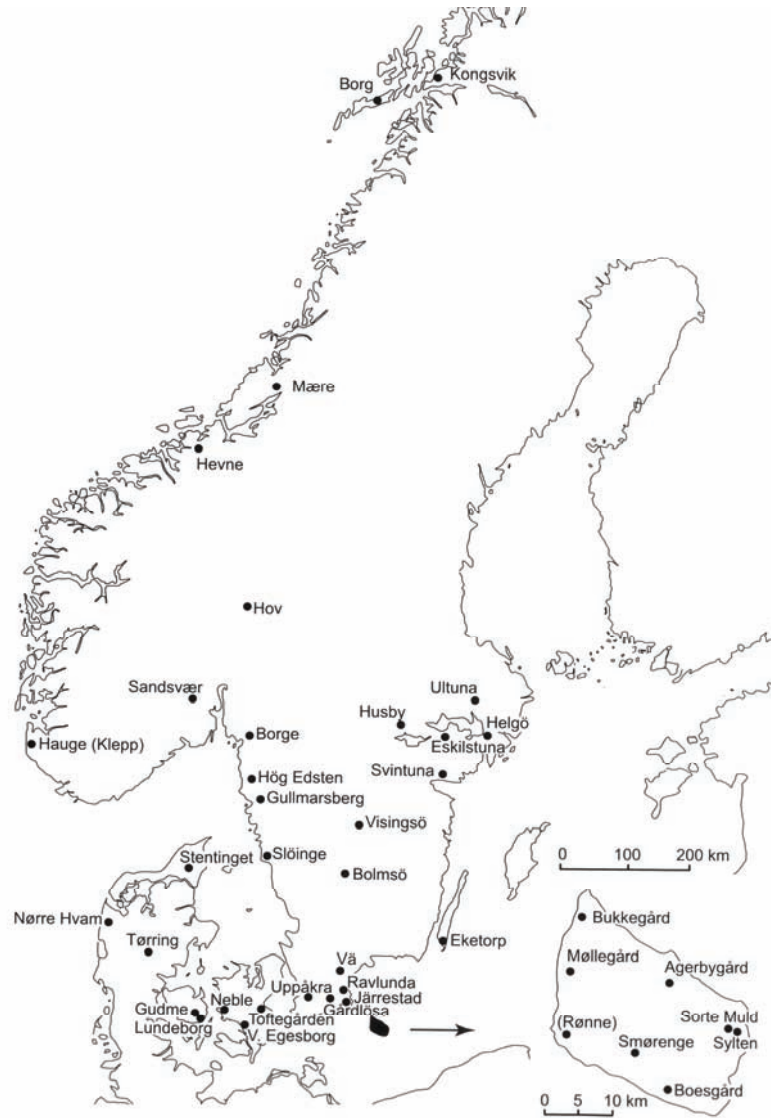 Kongsvik
Borg
Mære
Hevne
Hov
Sandsvær
Ultuna
Husby
Helgö
Hauge (Klepp)
Borge
Eskilstuna
Svintuna
Hög Edsten
Gullmarsberg
Visingsö
Slöinge
Stentinget
Bolmsö
0 100 200 km
Nørre Hvam
Bukkegård
Eketorp
Tørring
Vä
Møllegård
Agerbygård
Uppåkra
Ravlunda
Järrestad
Gårdlösa
Neble
Gudme
Lundeborg
Toftegården
V. Egesborg
(Rønne)
Sorte Muld
Sylten
Smørenge
Boesgård
0 5 10 km